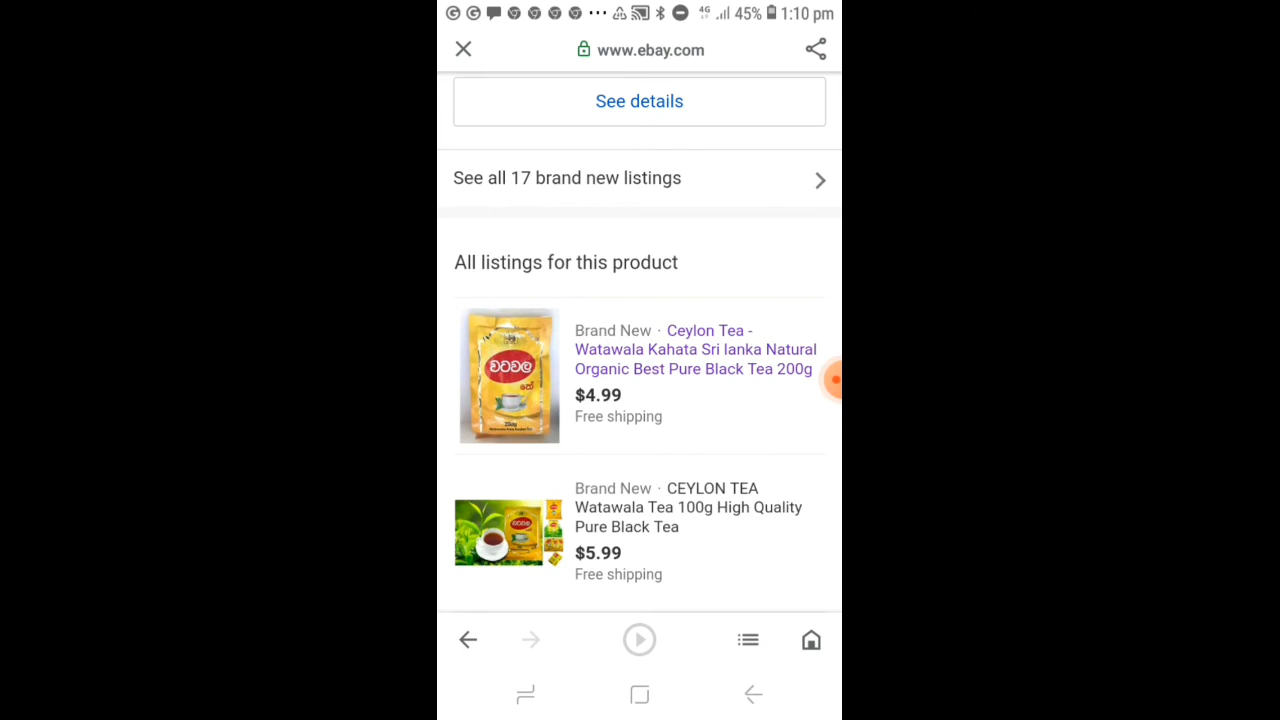 45% 1:10 pm
www.ebay.com
See details
See all 17 brand new listings
All listings for this product
Brand New · Ceylon Tea -
Watawala Kahata Sri lanka Natural
Organic Best Pure Black Tea 200g
$4.99
Free shipping
වටවල
තේ
Brand New · CEYLON TEA
Watawala Tea 100g High Quality
Pure Black Tea
$5.99
Free shipping
වටවල